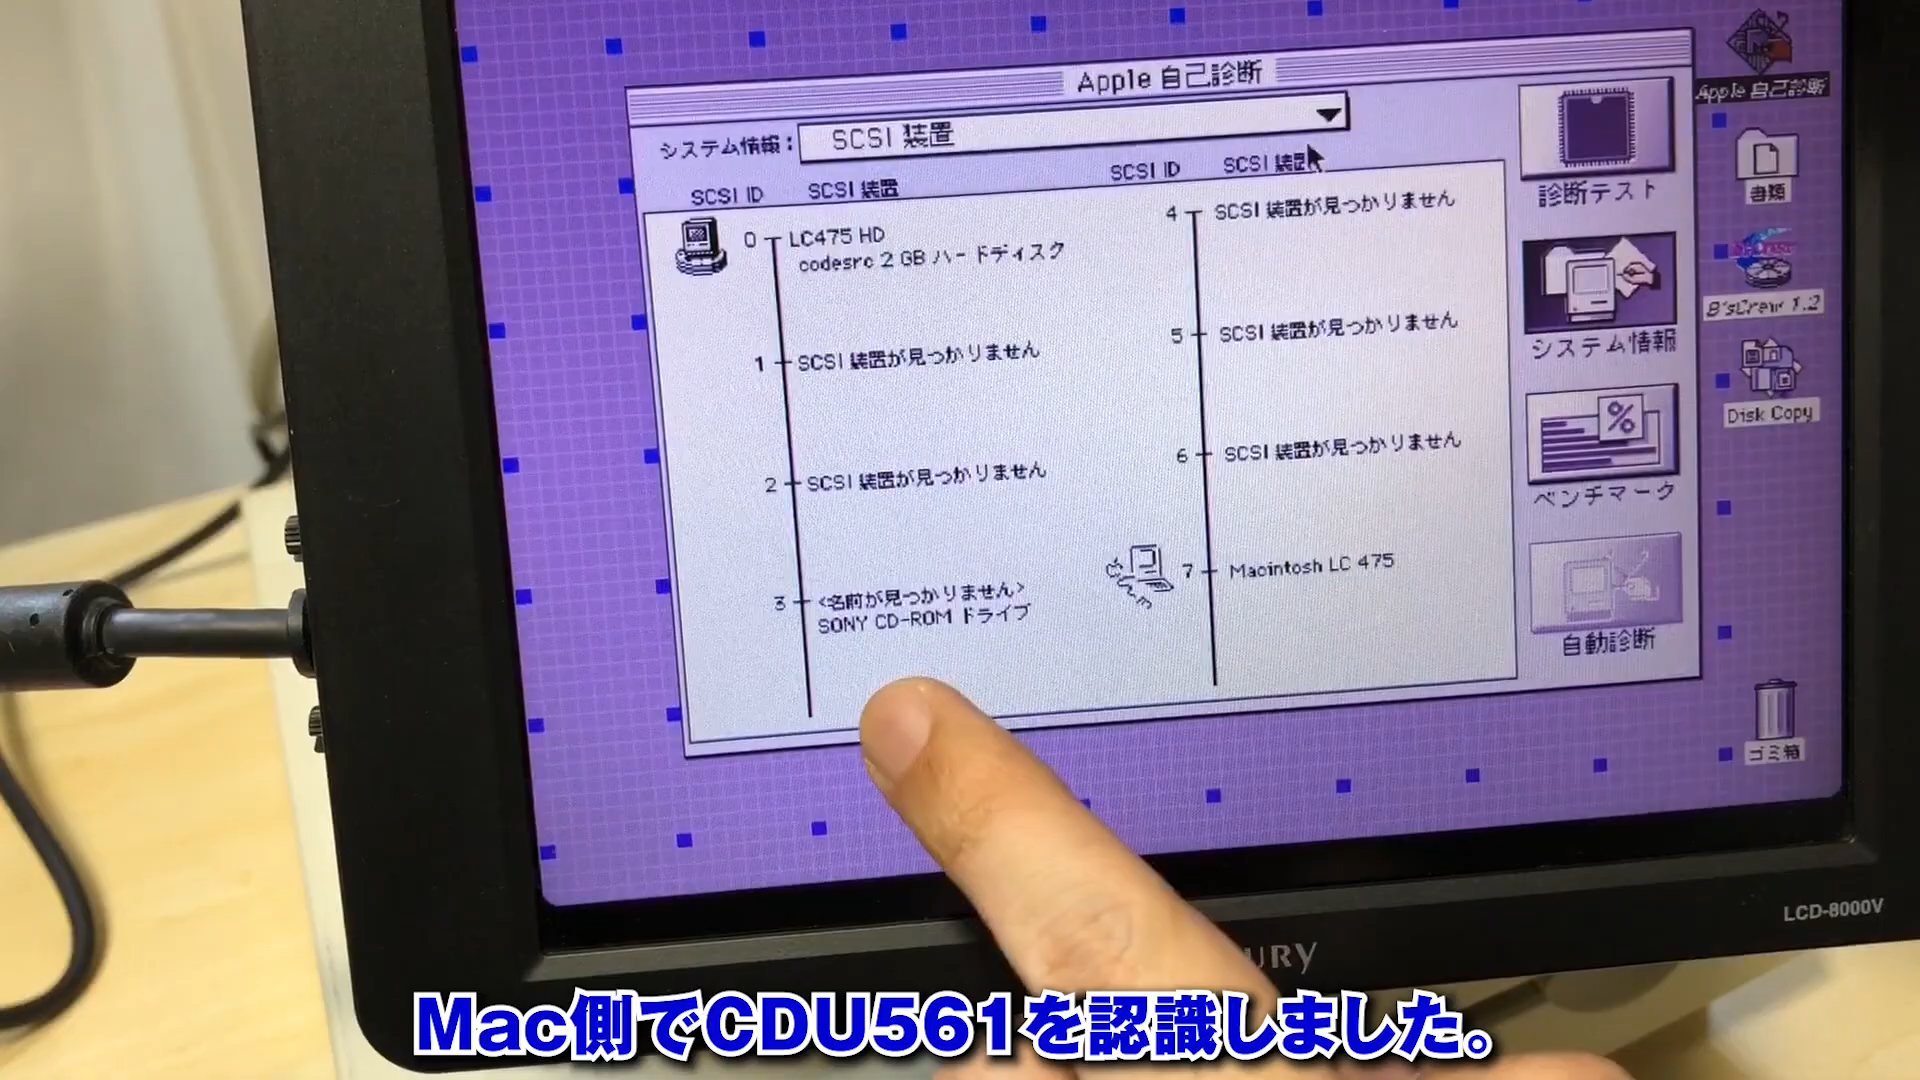 Apple 自己診断
システム情報：
SCSI 装置
SCSI ID
SCSI 装置
SCSI ID
SCSI 装置
0
LC475 HD
codesrc 2 GB ハードディスク
1
SCSI 装置が見つかりません
2
SCSI 装置が見つかりません
3
<名前が見つかりません>
SONY CD-ROM ドライブ
4
SCSI 装置が見つかりません
5
SCSI 装置が見つかりません
6
SCSI 装置が見つかりません
7
Macintosh LC 475
診断テスト
システム情報
%
ベンチマーク
自動診断
Apple 自己診断
書類
B'sCrew 1.2
Disk Copy
ゴミ箱
LCD-8000V
URY
Mac側でCDU561を認識しました。